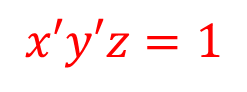 x′y′z = 1